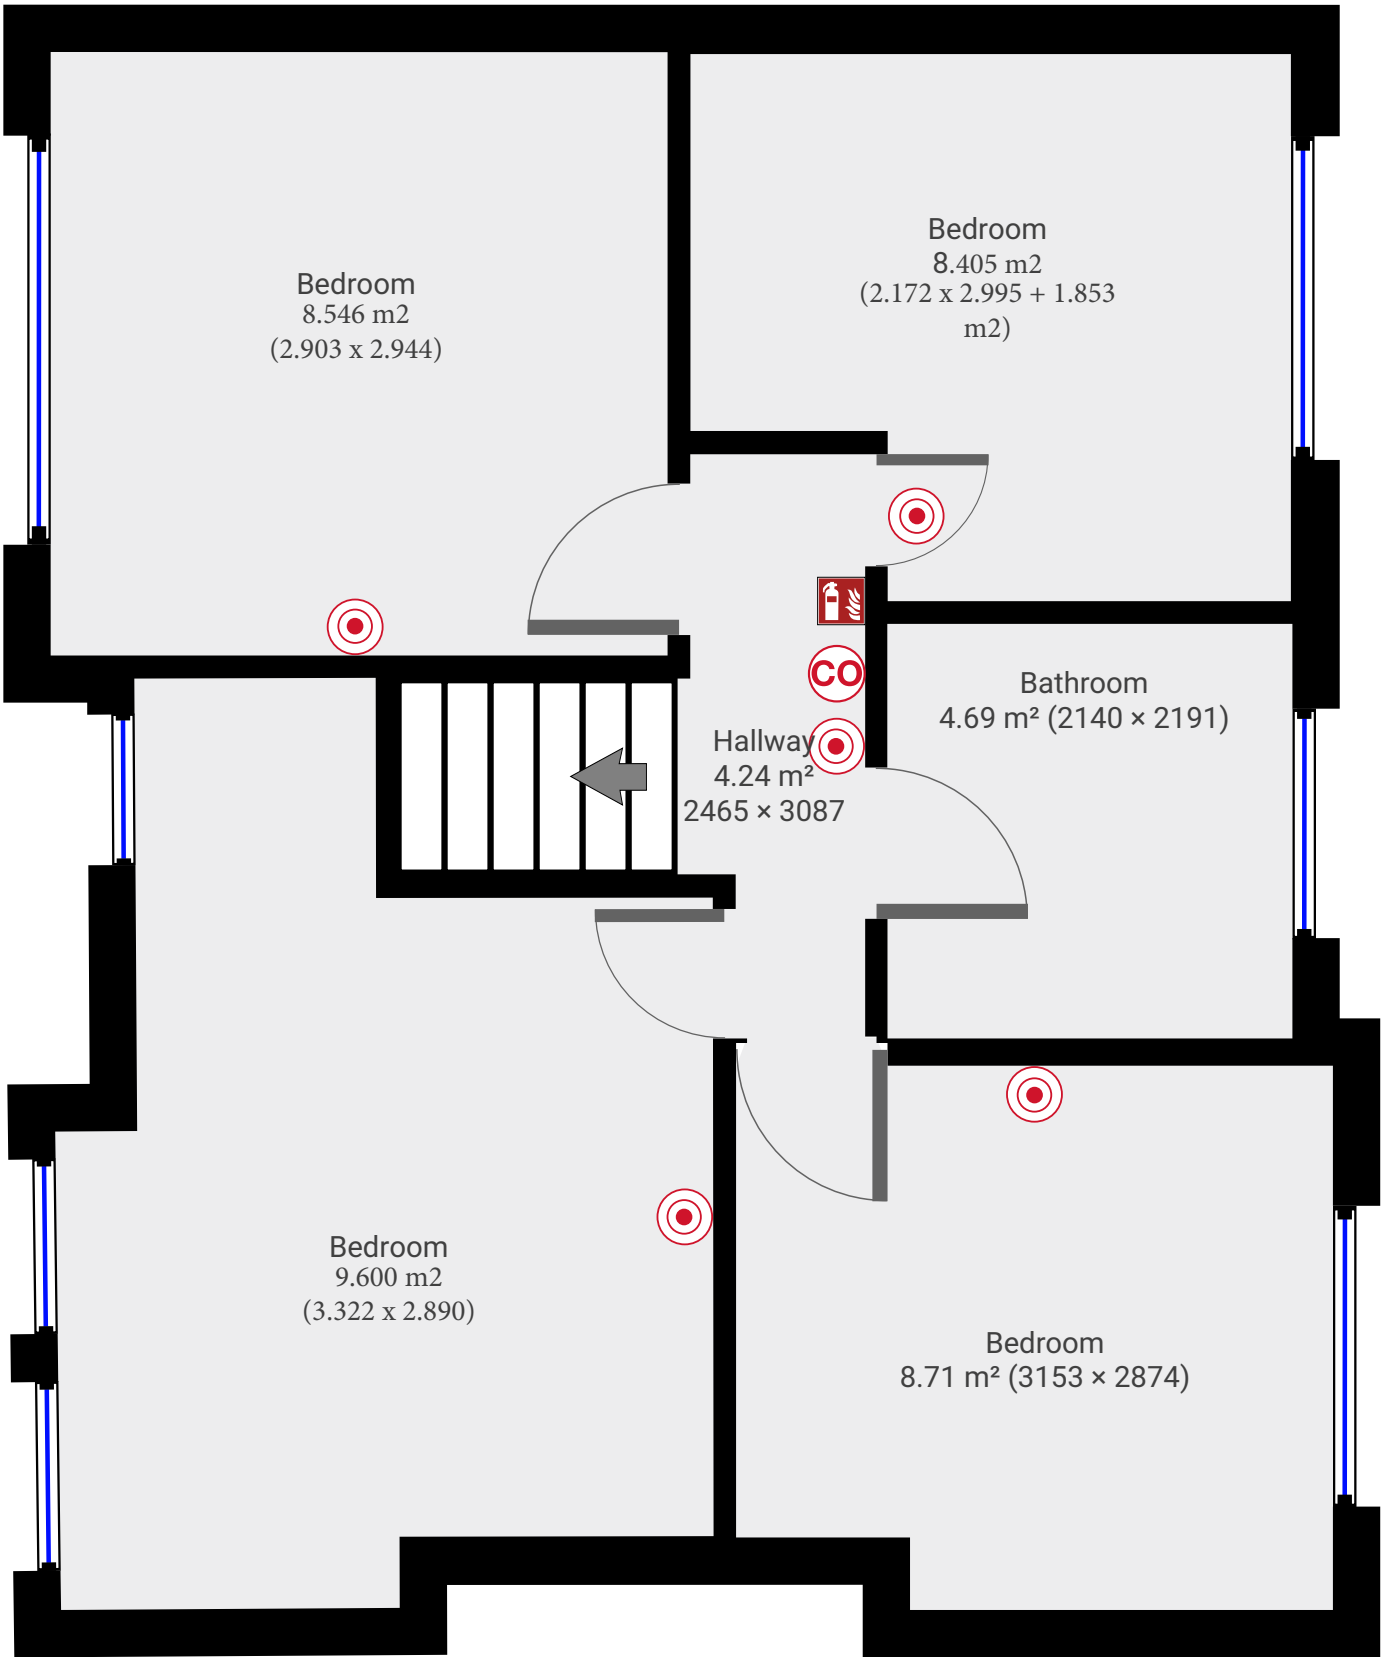 Bedroom
8.405 m2
(2.172 x 2.995 + 1.853
m2)
Bedroom
8.546 m2
(2.903 x 2.944)
CO
Bathroom
4.69 m² (2140 × 2191)
Hallway
4.24 m²
2465 × 3087
Bedroom
9.600 m2
(3.322 x 2.890)
Bedroom
8.71 m² (3153 × 2874)